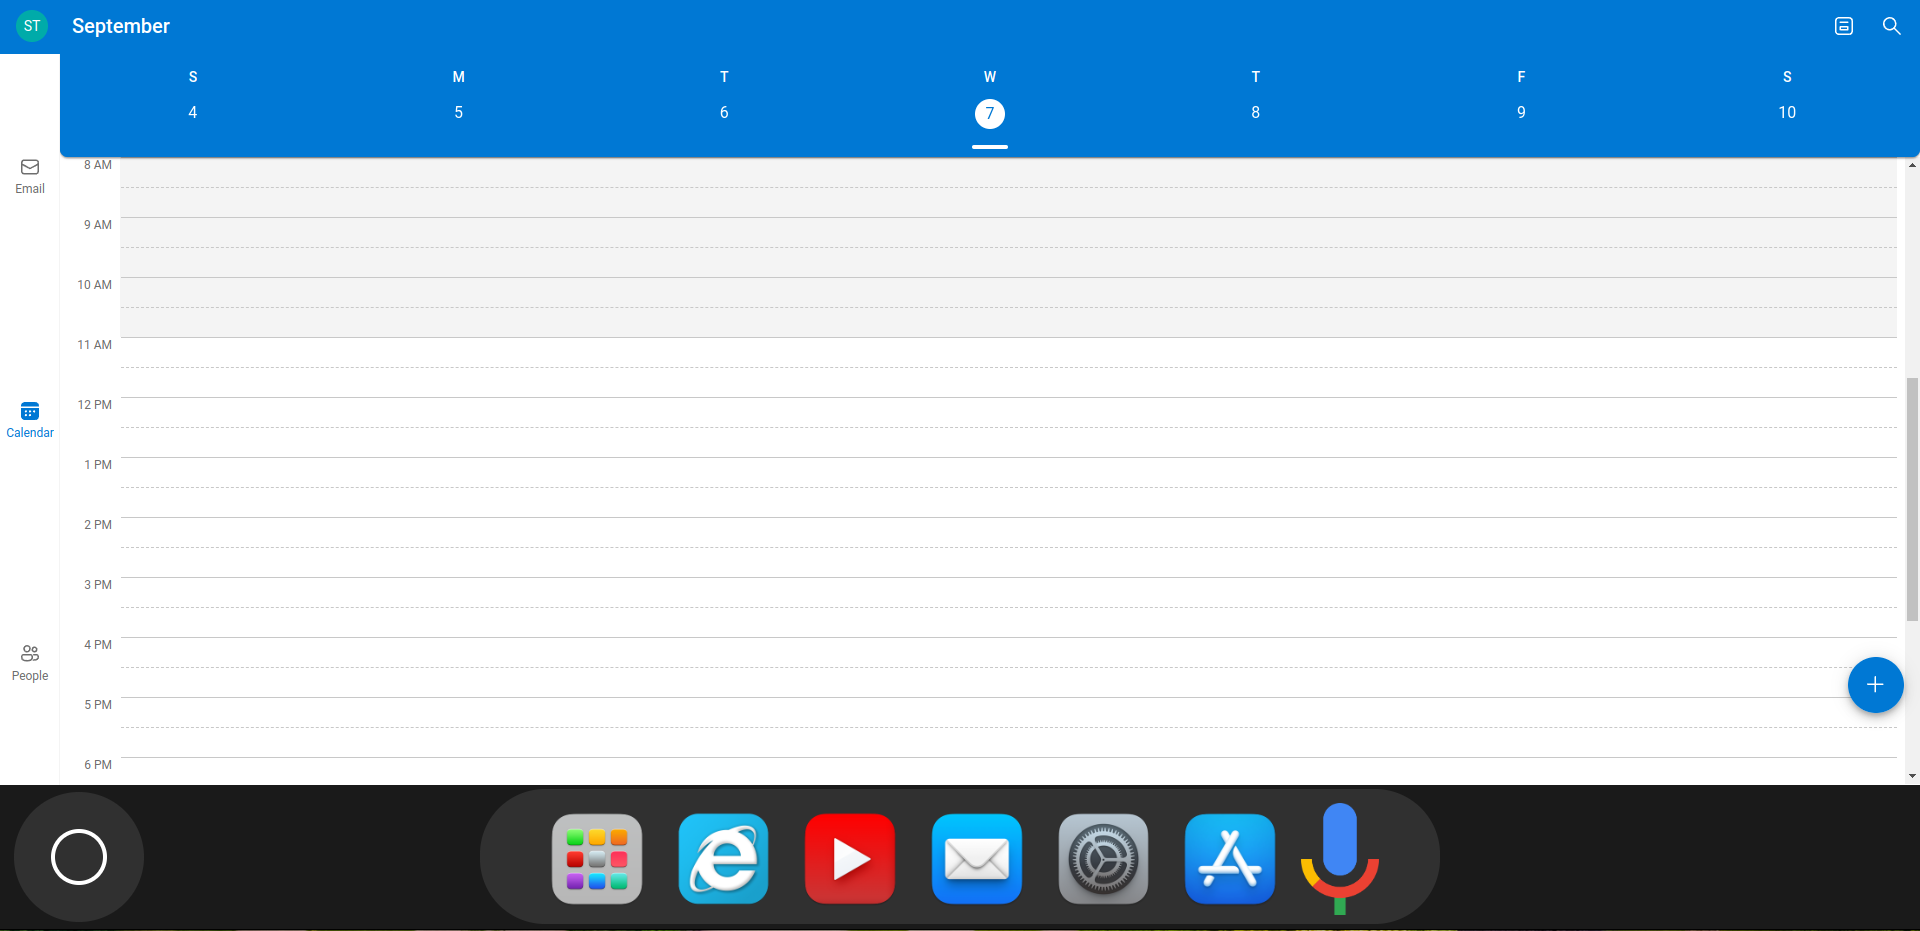 ST September
S M T W T F S
4 5 6 7 8 9 10
8 AM
Email
9 AM
10 AM
11 AM
12 PM
Calendar
1 PM
2 PM
3 PM
4 PM
People
5 PM
6 PM